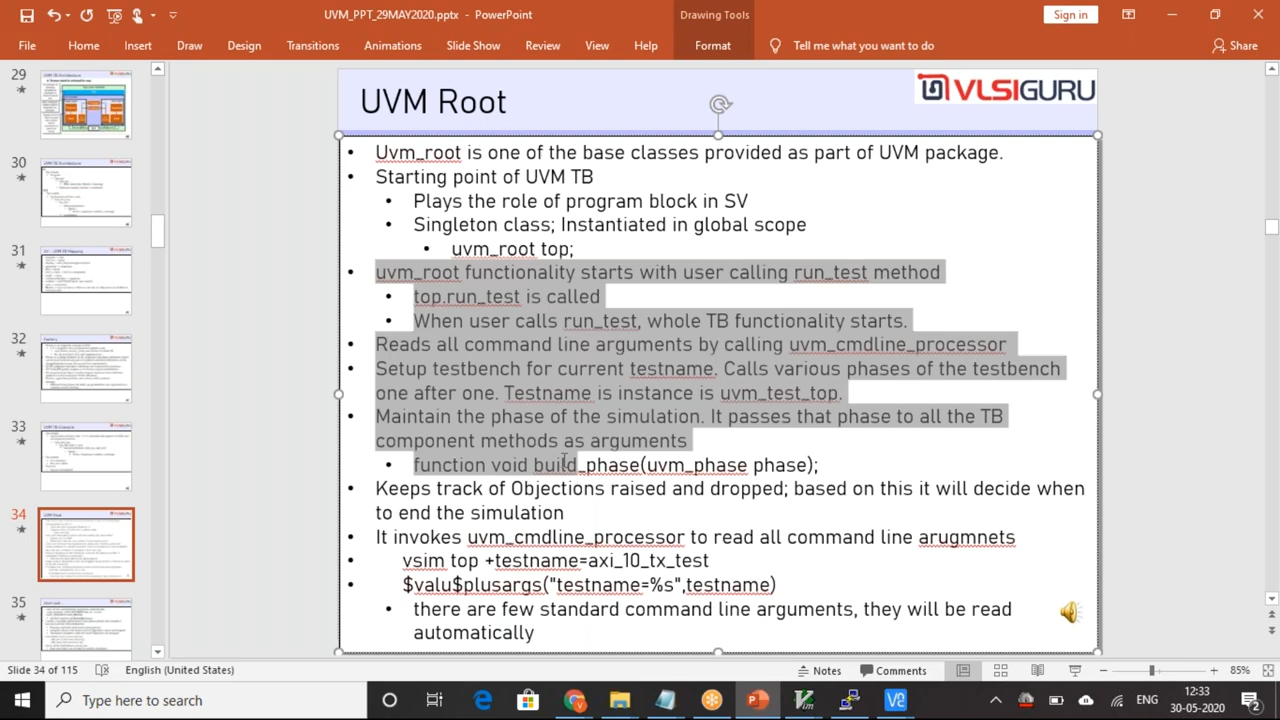 UVM_PPT_29MAY2020.pptx - PowerPoint
Drawing Tools
Sign in
File Home Insert Draw Design Transitions Animations Slide Show Review View Help Format Tell me what you want to do Share
29
30
31
32
33
34
35
UVM Root
VLSIGURU
• Uvm_root is one of the base classes provided as part of UVM package.
• Starting point of UVM TB
• Plays the role of program block in SV
• Singleton class; Instantiated in global scope
• uvm_root top;
• uvm_root functionality starts with user calling run_test method
• top.run_test is called
• When user calls run_test, whole TB functionality starts.
• Reads all command line arguments by calling
cmdline_processor
• Setup testbench for current testname. Calls various phases of the testbench
one after one. Testname is instance is uvm_test_top.
• Maintain the phase of the simulation. It passes that phase to all the TB
component methods as arguments
• function void build_phase(uvm_phase phase);
• Keeps track of Objections raised and dropped; based on this it will decide when
to end the simulation
• It invokes uvm_cmdline_processor to read all command line arugmnets
vsim top +testname=axi_10_tx_test
• $valu$plusargs("testname=%s",testname)
• there are few standard command line arguments, they will be read
automatically
Slide 34 of 115 English (United States) Notes Comments 85%
Type here to search
ENG
12:33
30-05-2020
2